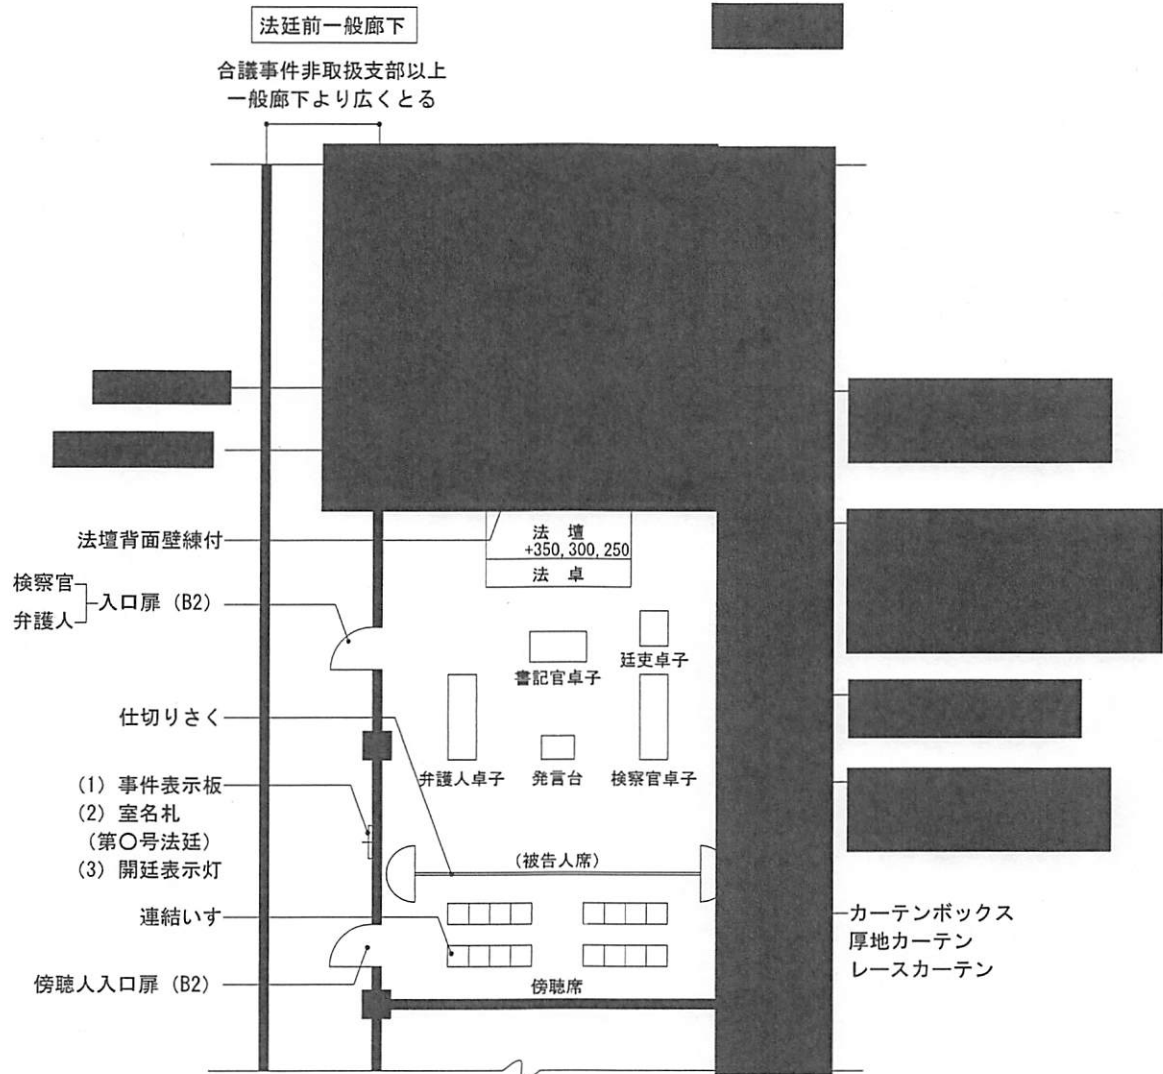 法廷前一般廊下
合議事件非取扱支部以上
一般廊下より広くとる
法壇背面壁練付
検察官
弁護人
入口扉 (B2)
仕切りさく
(1) 事件表示板
(2) 室名札
(第〇号法廷)
(3) 開廷表示灯
連結いす
傍聴人入口扉 (B2)
法 壇
+350, 300, 250
法 卓
廷吏卓子
書記官卓子
弁護人卓子
発言台
検察官卓子
(被告人席)
傍聴席
カーテンボックス
厚地カーテン
レースカーテン